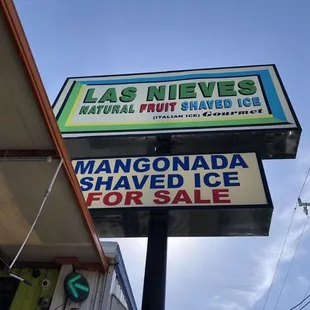 LAS NIEVES
NATURAL FRUIT SHAVED ICE
(ITALIAN ICE) Gourmet
MANGONADA
SHAVED ICE
FOR SALE